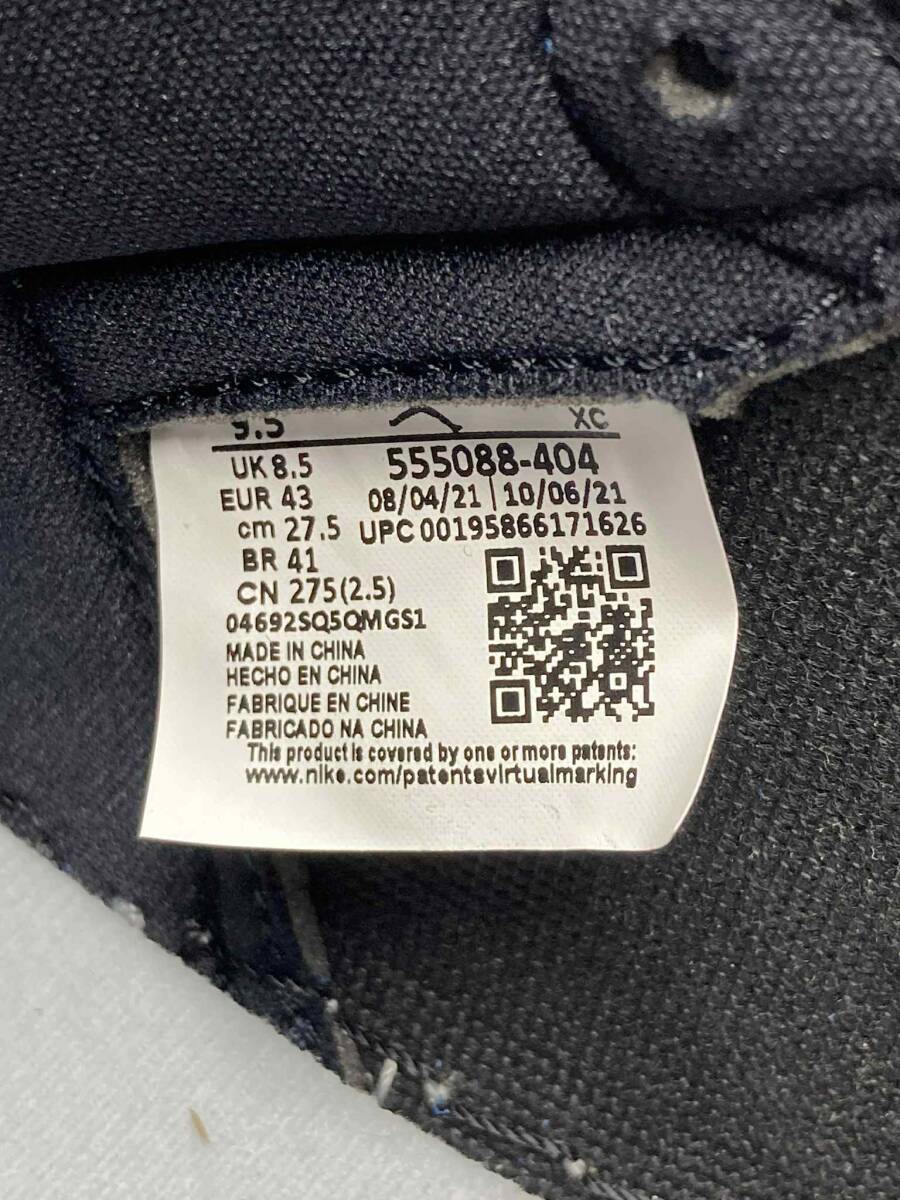 9.5 XC
UK 8.5 555088-404
EUR 43 08/04/21 | 10/06/21
cm 27.5 UPC 00195866171626
BR 41
CN 275(2.5)
04692SQ5QMGS1
MADE IN CHINA
HECHO EN CHINA
FABRIQUE EN CHINE
FABRICADO NA CHINA
This product is covered by one or more patents:
www.nike.com/patentsvirtualmarking